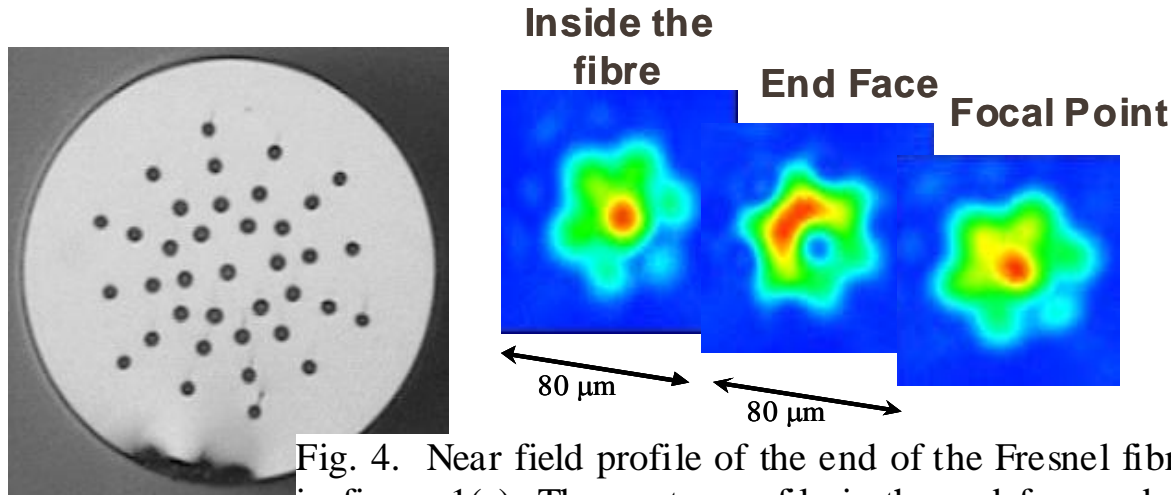 Inside the
fibre
End Face
Focal Point
80 μm
80 μm
Fig. 4. Near field profile of the end of the Fresnel fibr